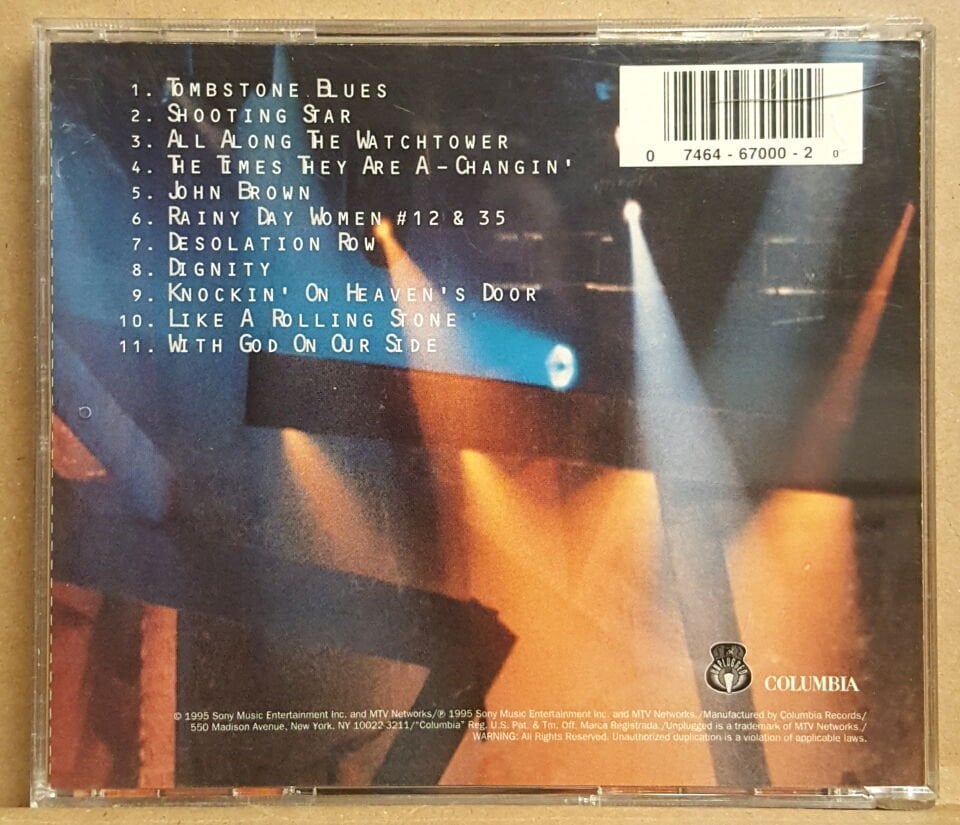 1. Tombstone Blues
2. Shooting Star
3. All Along The Watchtower
4. The Times They Are A-Changin'
5. John Brown
6. Rainy Day Women #12 & 35
7. Desolation Row
8. Dignity
9. Knockin' On Heaven's Door
10. Like A Rolling Stone
11. With God On Our Side
0 7464-67000-2 0
UNPLUGGED
COLUMBIA
© 1995 Sony Music Entertainment Inc. and MTV Networks/℗ 1995 Sony Music Entertainment Inc. and MTV Networks./Manufactured by Columbia Records/
550 Madison Avenue, New York, NY 10022 3211/"Columbia" Reg. U.S. Pat. & Tm. Off. Marca Registrada./Unplugged is a trademark of MTV Networks./
WARNING: All Rights Reserved. Unauthorized duplication is a violation of applicable laws.